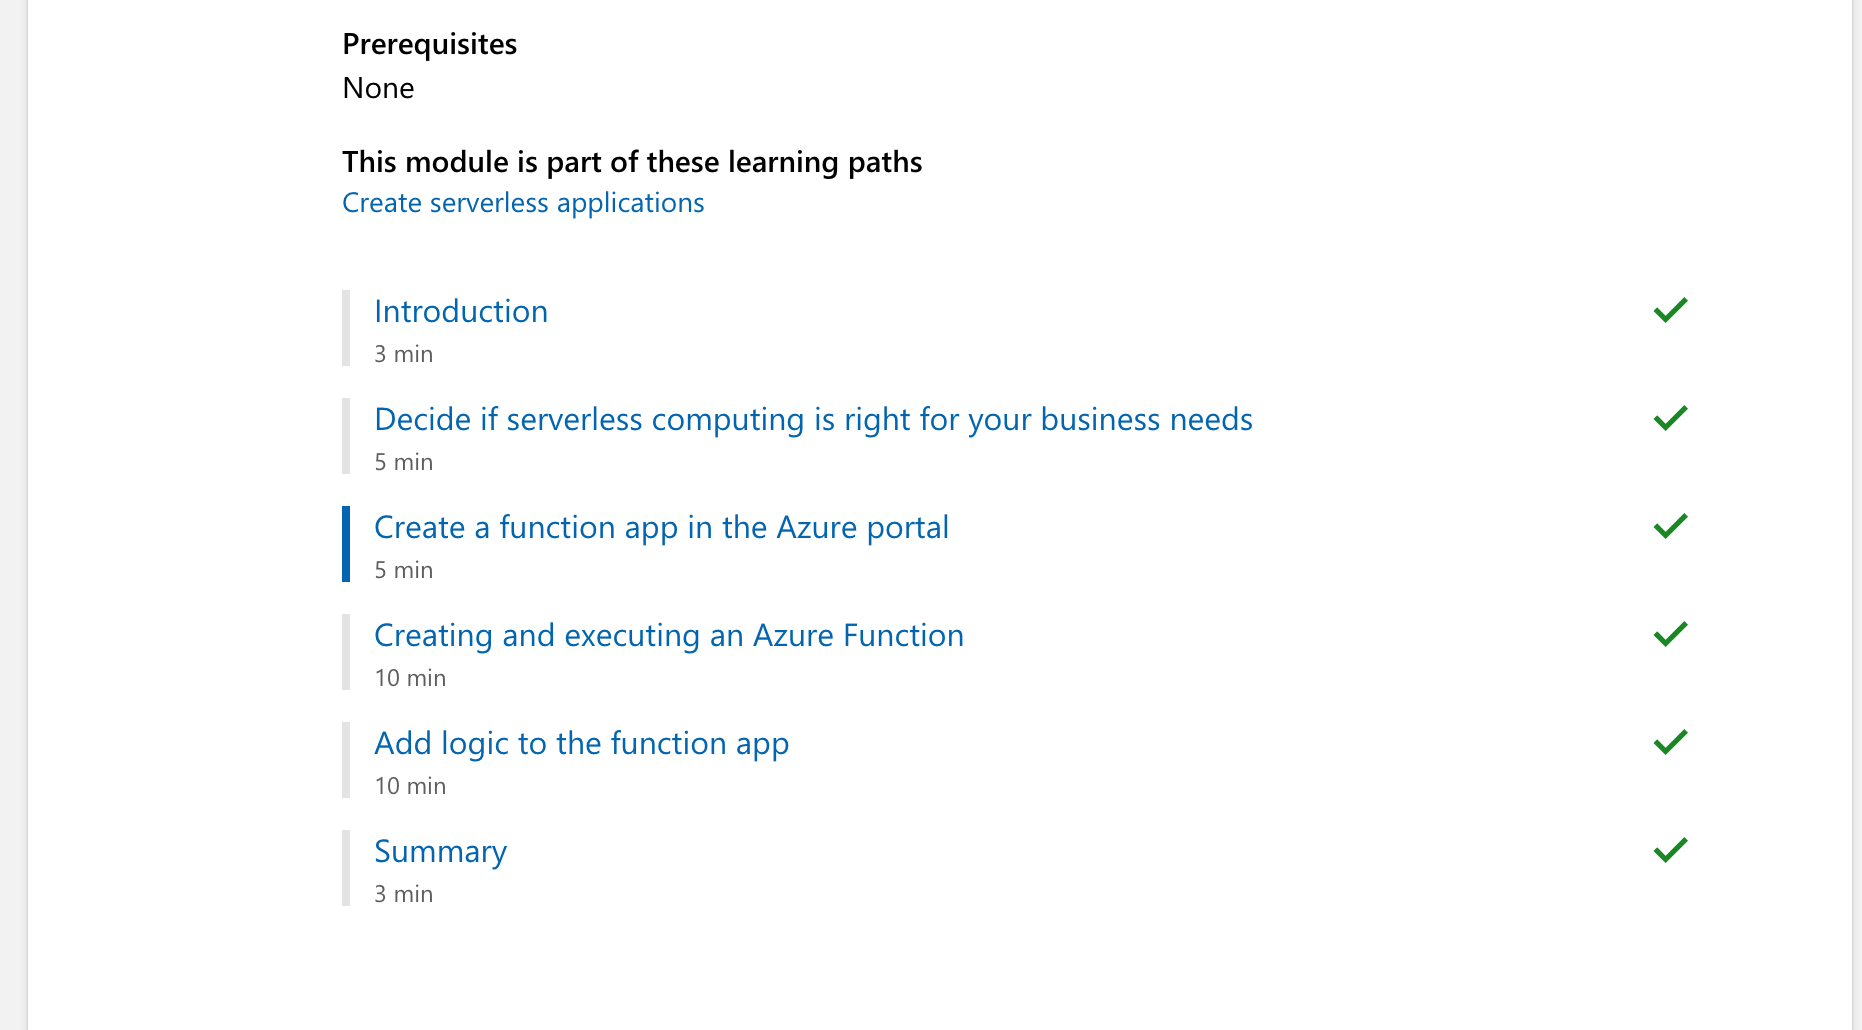 Prerequisites
None
This module is part of these learning paths
Create serverless applications
Introduction
3 min
Decide if serverless computing is right for your business needs
5 min
Create a function app in the Azure portal
5 min
Creating and executing an Azure Function
10 min
Add logic to the function app
10 min
Summary
3 min